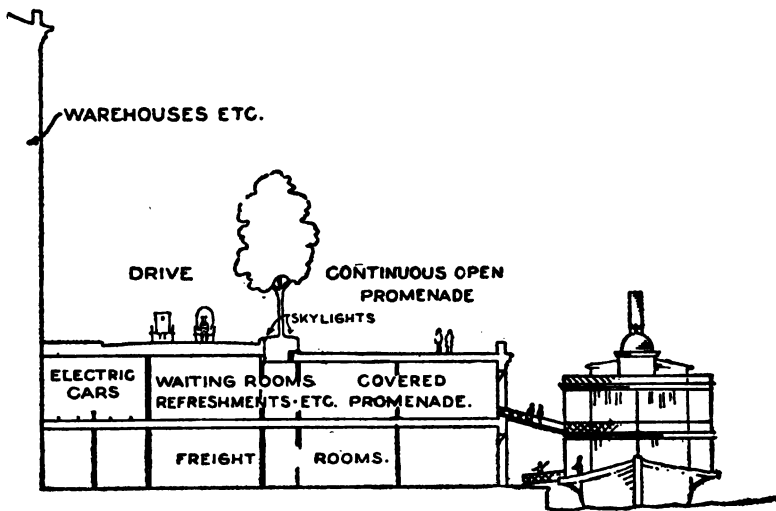 WAREHOUSES ETC.
DRIVE
CONTINUOUS OPEN
PROMENADE
SKYLIGHTS
ELECTRIC
CARS
WAITING ROOMS.
REFRESHMENTS·ETC.
COVERED
PROMENADE.
FREIGHT ROOMS.